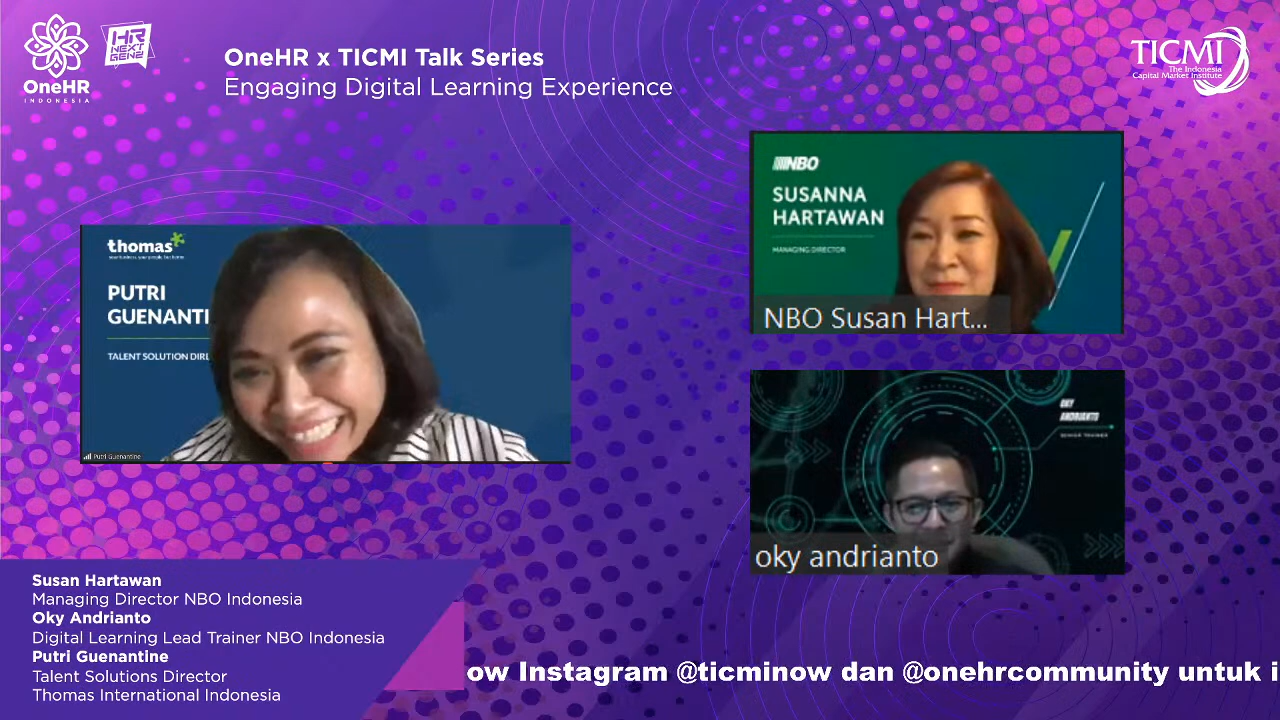 OneHR
INDONESIA
HR
NEXT
GEN2
OneHR x TICMI Talk Series
Engaging Digital Learning Experience
TICMI
The Indonesia
Capital Market Institute
thomas
PUTRI
GUENANTI
TALENT SOLUTION DIRE
Putri Guenantine
NBO
SUSANNA
HARTAWAN
MANAGING DIRECTOR
NBO Susan Hart...
OKY
ANDRIANTO
SENIOR TRAINER
oky andrianto
Susan Hartawan
Managing Director NBO Indonesia
Oky Andrianto
Digital Learning Lead Trainer NBO Indonesia
Putri Guenantine
Talent Solutions Director
Thomas International Indonesia
ow Instagram @ticminow dan @onehrcommunity untuk i